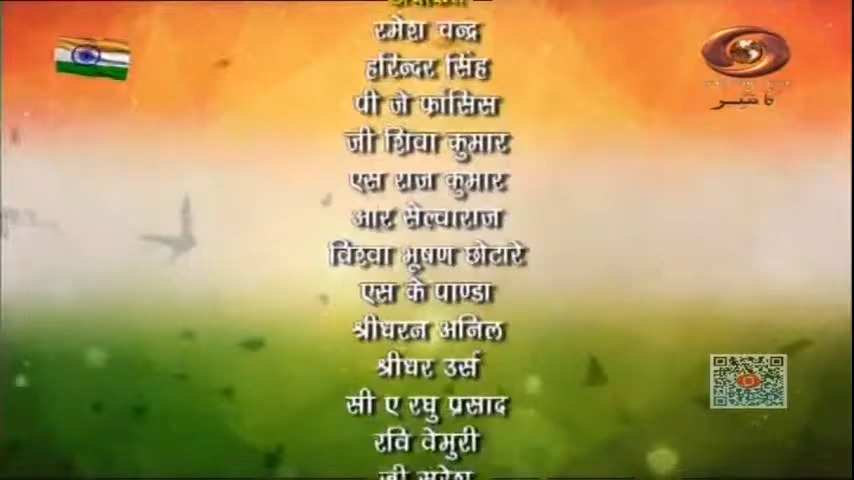 रमेश चन्द्र
हरिन्दर सिंह
पी जे फ्रांसिस
जी शिवा कुमार
एस राज कुमार
आर सेल्वाराज
विश्वा भूषण छोटारे
एस के पाण्डा
श्रीधरन अनिल
श्रीधर उर्स
सी ए रघु प्रसाद
रवि वेमुरी
जी सुरेश